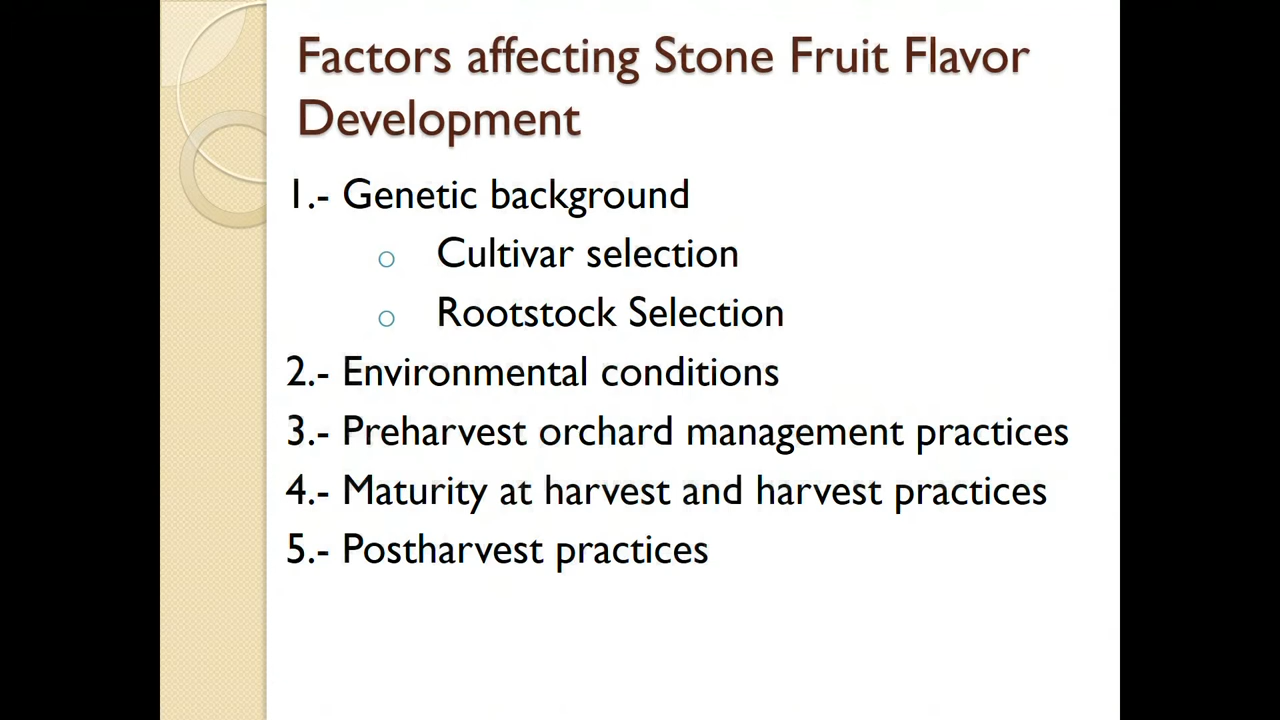 Factors affecting Stone Fruit Flavor
Development
1.- Genetic background
o Cultivar selection
o Rootstock Selection
2.- Environmental conditions
3.- Preharvest orchard management practices
4.- Maturity at harvest and harvest practices
5.- Postharvest practices